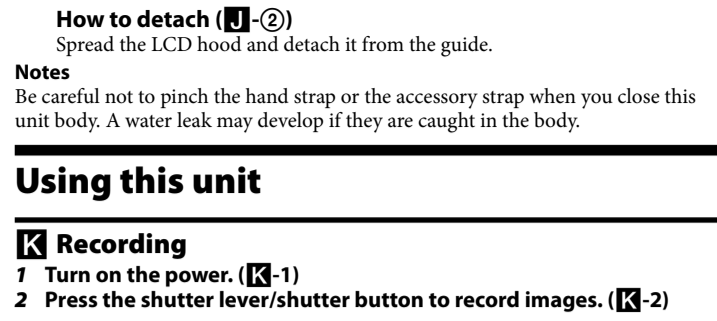 How to detach (J-②)
Spread the LCD hood and detach it from the guide.
Notes
Be careful not to pinch the hand strap or the accessory strap when you close this
unit body. A water leak may develop if they are caught in the body.
Using this unit
K Recording
1 Turn on the power. (K-1)
2 Press the shutter lever/shutter button to record images. (K-2)